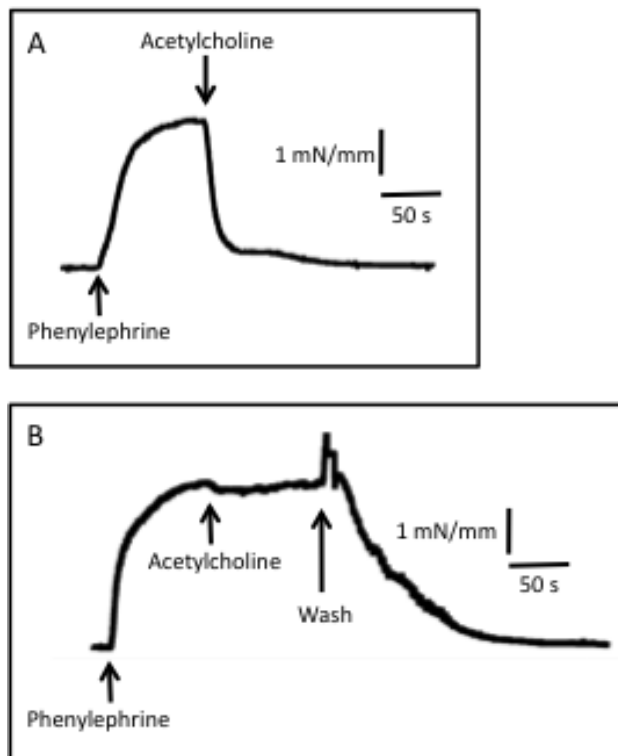 A
Acetylcholine
1 mN/mm
50 s
Phenylephrine
B
1 mN/mm
Acetylcholine
50 s
Wash
Phenylephrine